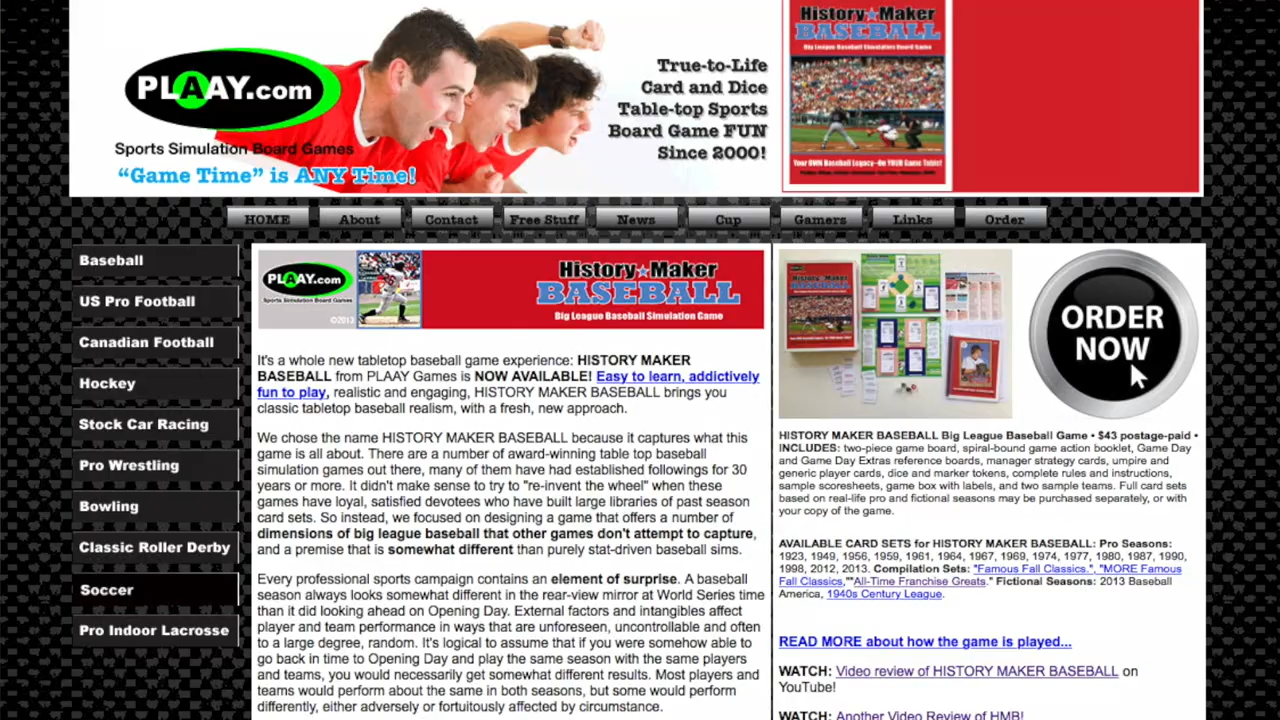 PLAAY.com
Sports Simulation Board Games
“Game Time” is ANY Time!
True-to-Life
Card and Dice
Table-top Sports
Board Game FUN
Since 2000!
History★Maker
BASEBALL
Big League Baseball Simulation Board Game
Your OWN Baseball Legacy--On YOUR Game Table!
HOME
About
Contact
Free Stuff
News
Cup
Gamers
Links
Order
Baseball
US Pro Football
Canadian Football
Hockey
Stock Car Racing
Pro Wrestling
Bowling
Classic Roller Derby
Soccer
Pro Indoor Lacrosse
PLAAY.com
Sports Simulation Board Games
©2013
History★Maker
BASEBALL
Big League Baseball Simulation Game
It's a whole new tabletop baseball game experience: HISTORY MAKER
BASEBALL from PLAAY Games is NOW AVAILABLE! Easy to learn, addictively
fun to play, realistic and engaging, HISTORY MAKER BASEBALL brings you
classic tabletop baseball realism, with a fresh, new approach.
We chose the name HISTORY MAKER BASEBALL because it captures what this
game is all about. There are a number of award-winning table top baseball
simulation games out there, many of them have had established followings for 30
years or more. It didn't make sense to try to "re-invent the wheel" when these
games have loyal, satisfied devotees who have built large libraries of past season
card sets. So instead, we focused on designing a game that offers a number of
dimensions of big league baseball that other games don't attempt to capture,
and a premise that is somewhat different than purely stat-driven baseball sims.
Every professional sports campaign contains an element of surprise. A baseball
season always looks somewhat different in the rear-view mirror at World Series time
than it did looking ahead on Opening Day. External factors and intangibles affect
player and team performance in ways that are unforeseen, uncontrollable and often
to a large degree, random. It's logical to assume that if you were somehow able to
go back in time to Opening Day and play the same season with the same players
and teams, you would necessarily get somewhat different results. Most players and
teams would perform about the same in both seasons, but some would perform
differently, either adversely or fortuitously affected by circumstance.
History Maker
BASEBALL
ORDER
NOW
HISTORY MAKER BASEBALL Big League Baseball Game • $43 postage-paid •
INCLUDES: two-piece game board, spiral-bound game action booklet, Game Day
and Game Day Extras reference boards, manager strategy cards, umpire and
generic player cards, dice and marker tokens, complete rules and instructions,
sample scoresheets, game box with labels, and two sample teams. Full card sets
based on real-life pro and fictional seasons may be purchased separately, or with
your copy of the game.
AVAILABLE CARD SETS for HISTORY MAKER BASEBALL: Pro Seasons:
1923, 1949, 1956, 1959, 1961, 1964, 1967, 1969, 1974, 1977, 1980, 1987, 1990,
1998, 2012, 2013. Compilation Sets: "Famous Fall Classics.", "MORE Famous
Fall Classics,""All-Time Franchise Greats." Fictional Seasons: 2013 Baseball
America, 1940s Century League.
READ MORE about how the game is played...
WATCH: Video review of HISTORY MAKER BASEBALL on
YouTube!
WATCH: Another Video Review of HMB!